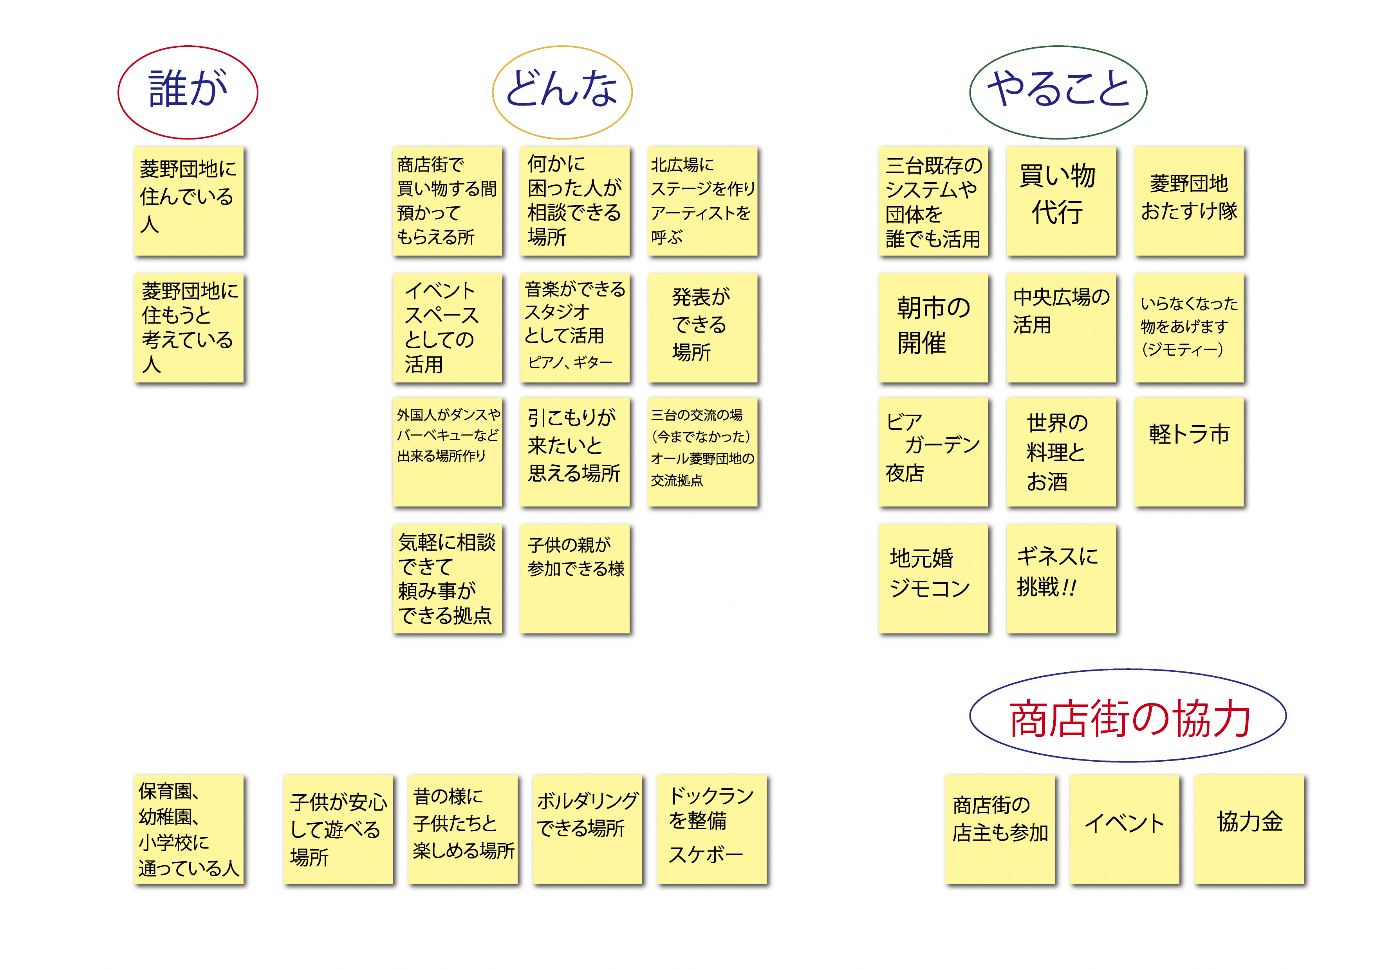 誰が
どんな
やること
菱野団地に
住んでいる
人
菱野団地に
住もうと
考えている
人
商店街で
買い物する間
預かって
もらえる所
何かに
困った人が
相談できる
場所
北広場に
ステージを作り
アーティストを
呼ぶ
イベント
スペース
としての
活用
音楽ができる
スタジオ
として活用
ピアノ、ギター
発表が
できる
場所
外国人がダンスや
バーベキューなど
出来る場所作り
引こもりが
来たいと
思える場所
三台の交流の場
（今までなかった）
オール菱野団地の
交流拠点
気軽に相談
できて
頼み事が
できる拠点
子供の親が
参加できる様
三台既存の
システムや
団体を
誰でも活用
買い物
代行
菱野団地
おたすけ隊
朝市の
開催
中央広場の
活用
いらなくなった
物をあげます
（ジモティー）
ビア
ガーデン
夜店
世界の
料理と
お酒
軽トラ市
地元婚
ジモコン
ギネスに
挑戦!!
商店街の協力
保育園、
幼稚園、
小学校に
通っている人
子供が安心
して遊べる
場所
昔の様に
子供たちと
楽しめる場所
ボルダリング
できる場所
ドックラン
を整備
スケボー
商店街の
店主も参加
イベント
協力金